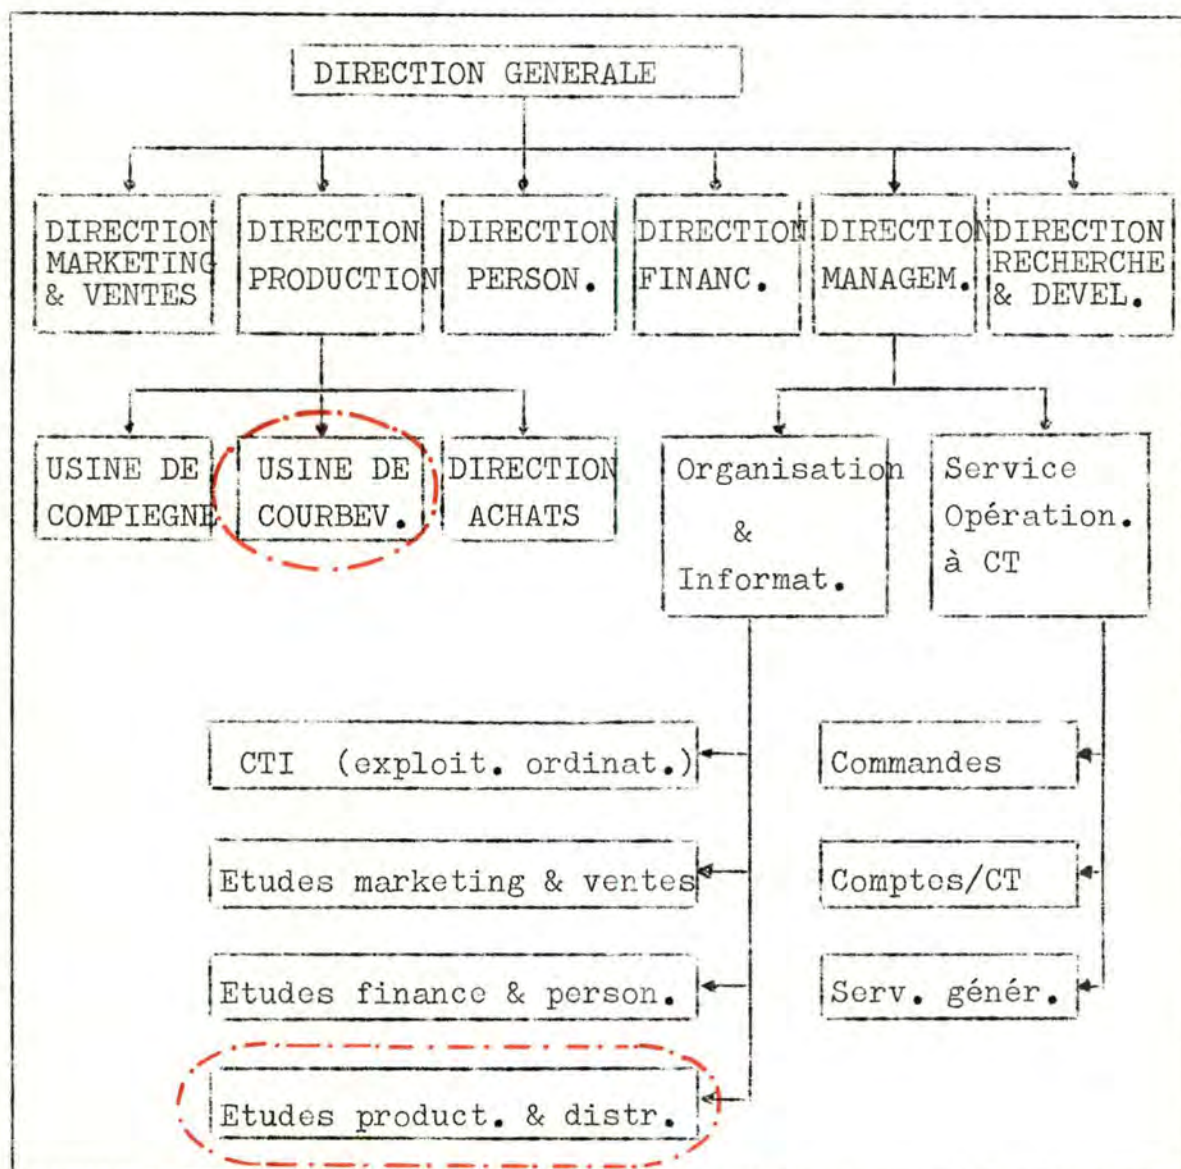 DIRECTION GENERALE
DIRECTION
MARKETING
& VENTES
DIRECTION
PRODUCTION
DIRECTION
PERSON.
DIRECTION
FINANC.
DIRECTION
MANAGEM.
DIRECTION
RECHERCHE
& DEVEL.
USINE DE
COMPIEGNE
USINE DE
COURBEV.
DIRECTION
ACHATS
Organisation
&
Informat.
Service
Opération.
à CT
CTI (exploit. ordinat.)
Etudes marketing & ventes
Etudes finance & person.
Etudes product. & distr.
Commandes
Comptes/CT
Serv. génér.